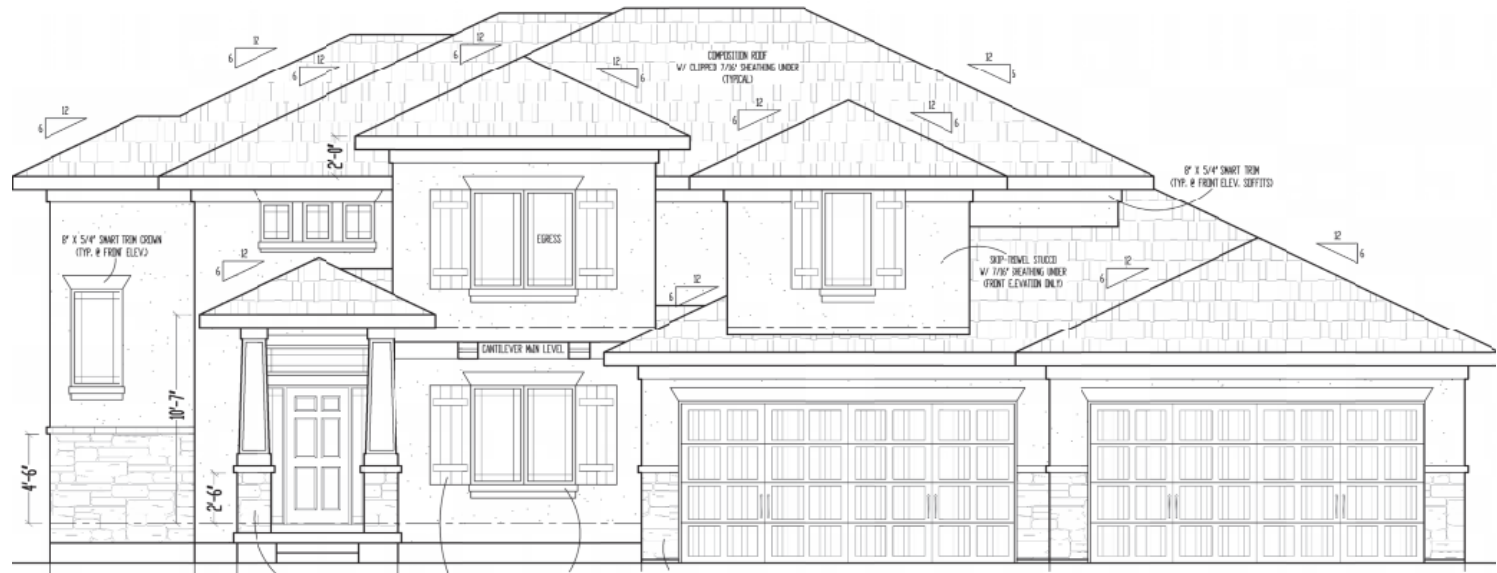 12
6
12
6
12
6
12
6
12
6
COMPOSITION ROOF
W/ CLIPPED 7/16" SHEATHING UNDER
(TYPICAL)
12
6
12
6
12
6
2'-0"
8" X 5/4" SMART TRIM
(TYP. @ FRONT ELEV. SOFFITS)
8" X 5/4" SMART TRIM CROWN
(TYP. @ FRONT ELEV.)
EGRESS
12
6
12
6
SKIP-TROWEL STUCCO
W/ 7/16" SHEATHING UNDER
(FRONT ELEVATION ONLY)
12
6
12
6
CANTILEVER MAIN LEVEL
10'-7"
4'-6"
2'-6"